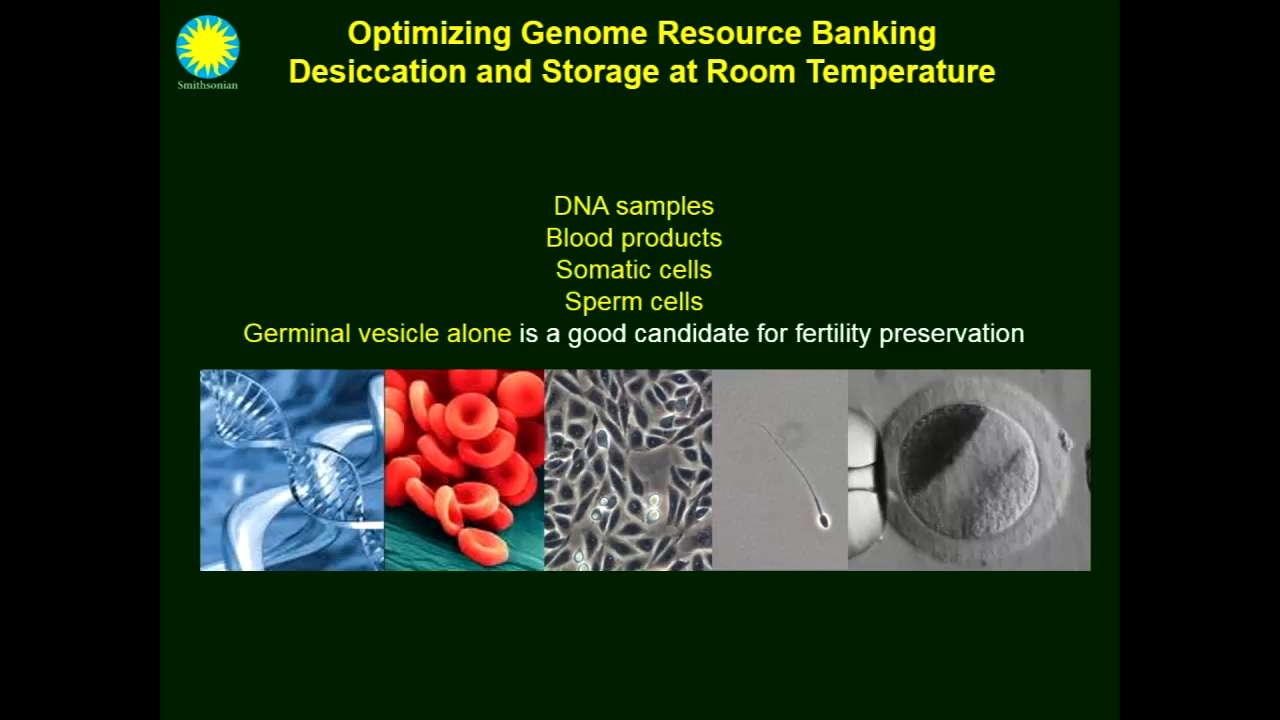 Optimizing Genome Resource Banking
Desiccation and Storage at Room Temperature
Smithsonian
DNA samples
Blood products
Somatic cells
Sperm cells
Germinal vesicle alone is a good candidate for fertility preservation